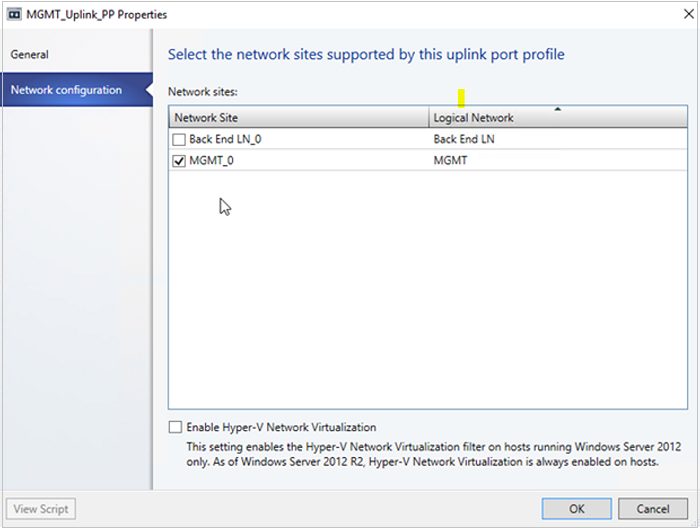 MGMT_Uplink_PP Properties
General
Network configuration
Select the network sites supported by this uplink port profile
Network sites:
Network Site Logical Network
Back End LN_0 Back End LN
MGMT_0 MGMT
Enable Hyper-V Network Virtualization
This setting enables the Hyper-V Network Virtualization filter on hosts running Windows Server 2012
only. As of Windows Server 2012 R2, Hyper-V Network Virtualization is always enabled on hosts.
View Script OK Cancel